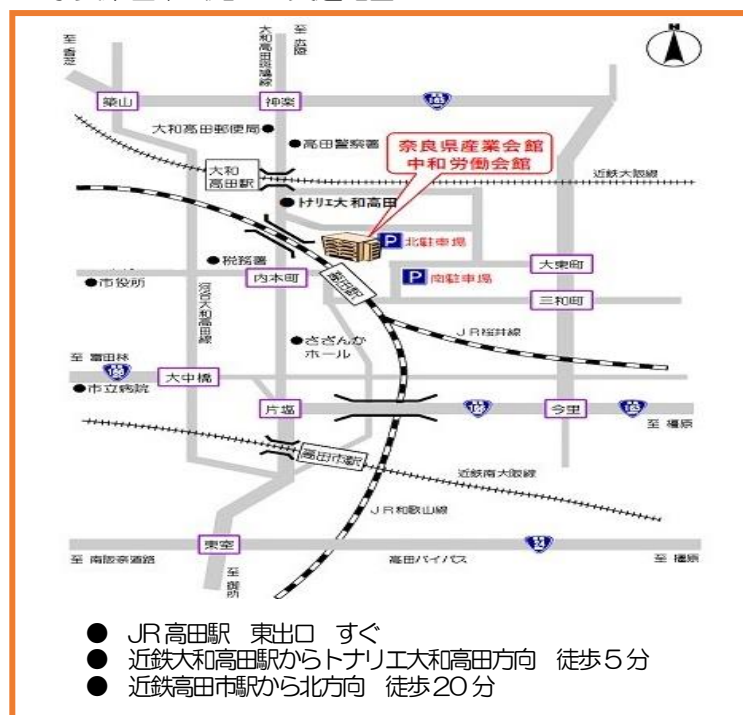 至 香芝
大和高田斑鳩線
至 広陵
築山
神楽
165
大和高田郵便局
高田警察署
奈良県産業会館
中和労働会館
大和
高田駅
近鉄大阪線
トナリエ大和高田
P 北駐車場
税務署
大東町
市役所
内本町
高田駅
P 南駐車場
三和町
河合大和高田線
JR桜井線
さざんか
ホール
至 富田林
166
大中橋
市立病院
片塩
166
今里
165
至 橿原
高田市駅
近鉄南大阪線
JR和歌山線
東室
24
至 南阪奈道路
高田バイパス
至 橿原
至 御所
● JR高田駅 東出口 すぐ
● 近鉄大和高田駅からトナリエ大和高田方向 徒歩5分
● 近鉄高田市駅から北方向 徒歩20分